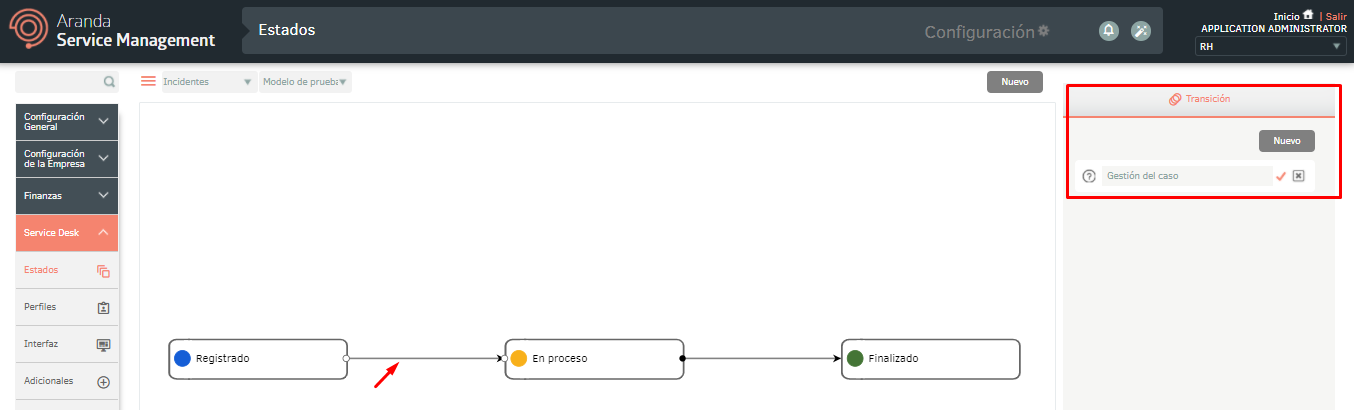 Aranda
Service Management
Estados
Configuración
Inicio | Salir
APPLICATION ADMINISTRATOR
RH
Incidentes
Modelo de prueba
Nuevo
Transición
Nuevo
Gestión del caso
Configuración
General
Configuración
de la Empresa
Finanzas
Service Desk
Estados
Perfiles
Interfaz
Adicionales
Registrado
En proceso
Finalizado